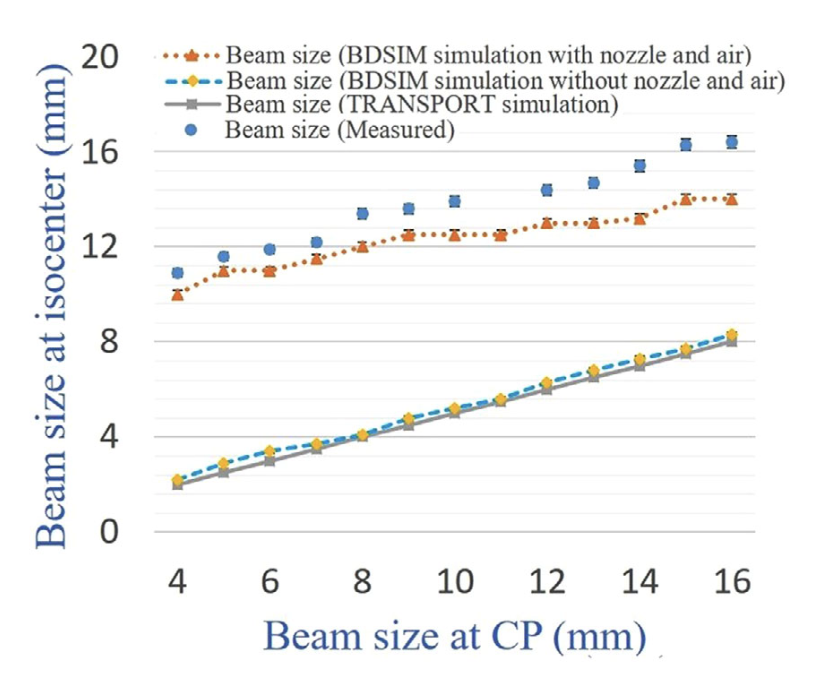 Beam size at isocenter (mm)
20
16
12
8
4
0
Beam size (BDSIM simulation with nozzle and air)
Beam size (BDSIM simulation without nozzle and air)
Beam size (TRANSPORT simulation)
Beam size (Measured)
4 6 8 10 12 14 16
Beam size at CP (mm)